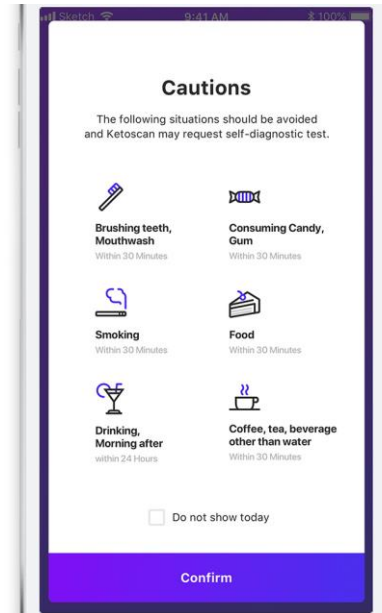 Sketch 9:41 AM 100%
Cautions
The following situations should be avoided
and Ketoscan may request self-diagnostic test.
Brushing teeth,
Mouthwash
Within 30 Minutes
Consuming Candy,
Gum
Within 30 Minutes
Smoking
Within 30 Minutes
Food
Within 30 Minutes
Drinking,
Morning after
within 24 Hours
Coffee, tea, beverage
other than water
Within 30 Minutes
Do not show today
Confirm